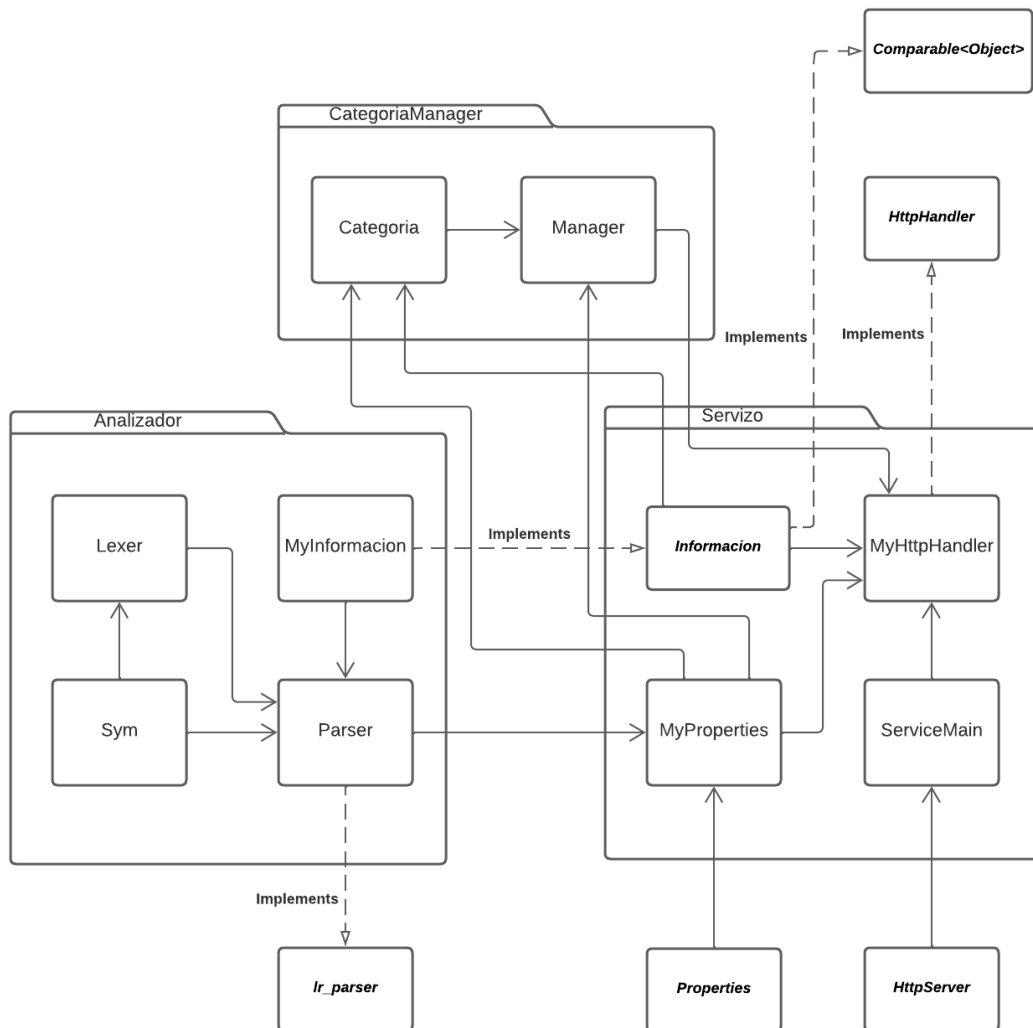 Comparable<Object>
CategoriaManager
Categoria
Manager
HttpHandler
Implements
Implements
Analizador
Servizo
Lexer
MyInformacion
Implements
Informacion
MyHttpHandler
Sym
Parser
MyProperties
ServiceMain
Implements
lr_parser
Properties
HttpServer